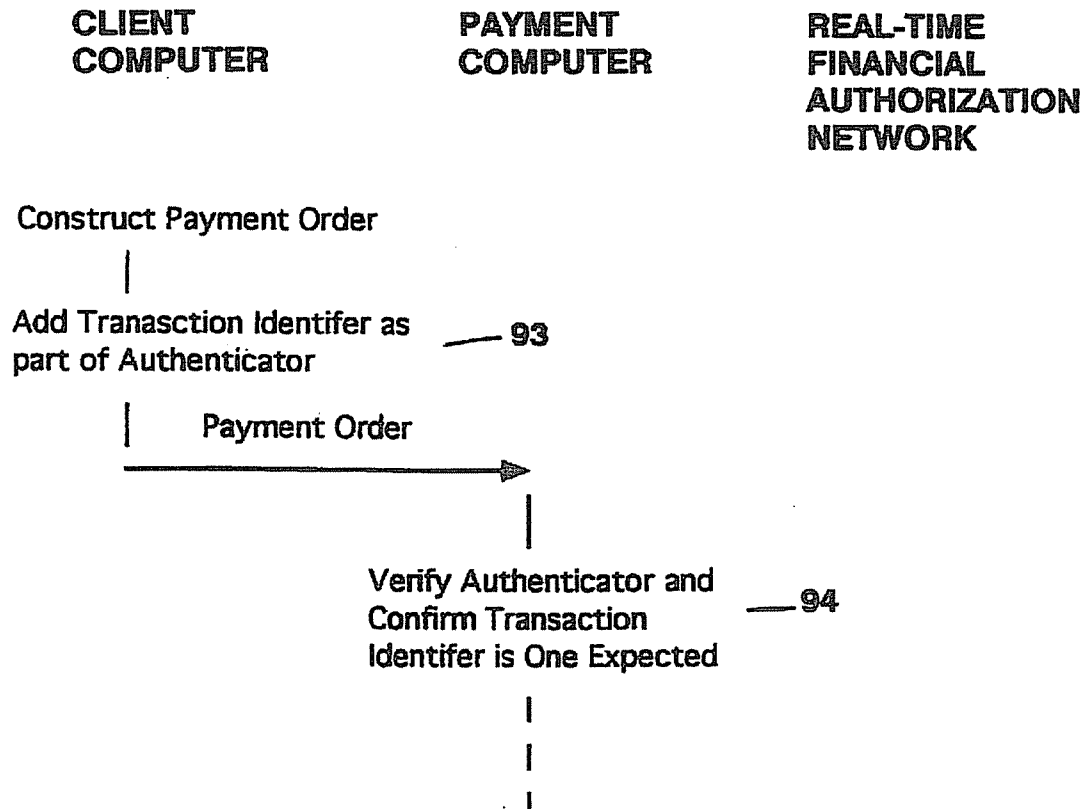 CLIENT
COMPUTER
PAYMENT
COMPUTER
REAL-TIME
FINANCIAL
AUTHORIZATION
NETWORK
Construct Payment Order
Add Tranasction Identifer as
part of Authenticator
93
Payment Order
Verify Authenticator and
Confirm Transaction
Identifer is One Expected
94